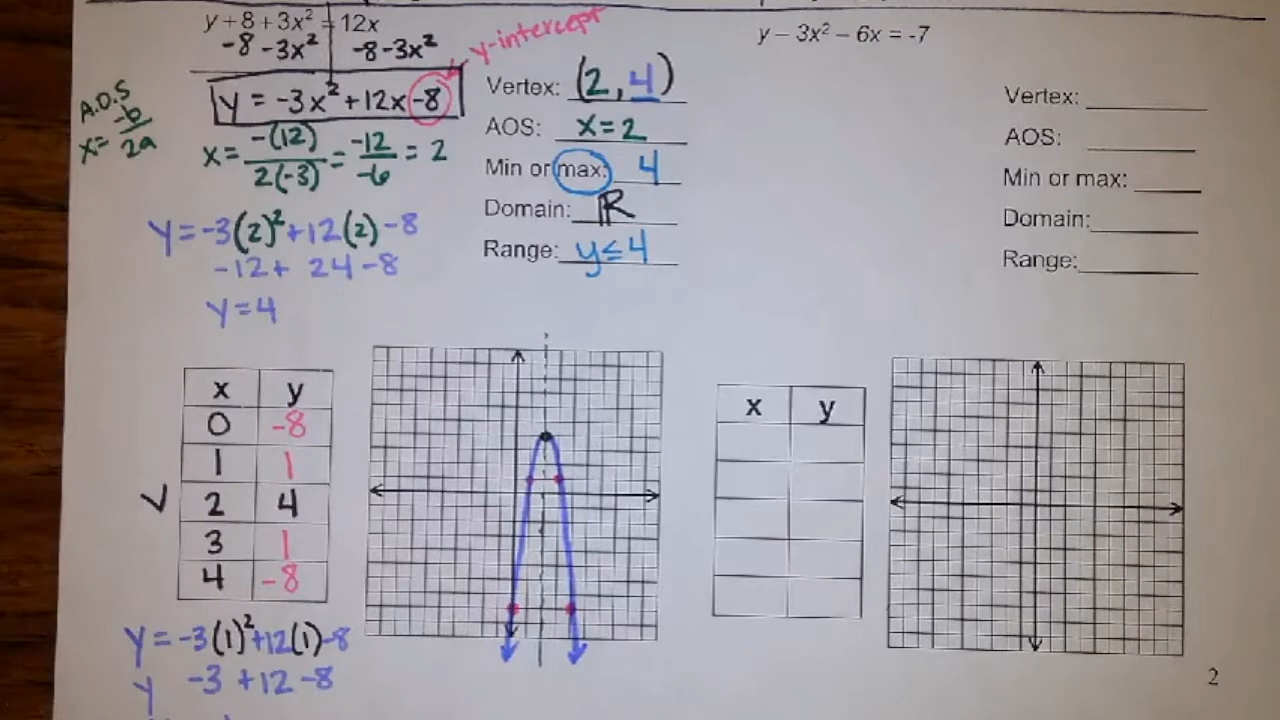 y + 8 + 3x² = 12x
-8 -3x² -8 -3x²
y-intercept
y = -3x² + 12x -8
A.O.S
x = -b/2a
x = -(12)/2(-3) = -12/-6 = 2
y = -3(2)² + 12(2) - 8
-12 + 24 - 8
y = 4
Vertex: (2, 4)
AOS: x = 2
Min or max: 4
Domain: ℝ
Range: y ≤ 4
y – 3x² – 6x = -7
Vertex:
AOS:
Min or max:
Domain:
Range:
x y
0 -8
1 1
V 2 4
3 1
4 -8
y = -3(1)² + 12(1) - 8
y -3 + 12 - 8
x y
2